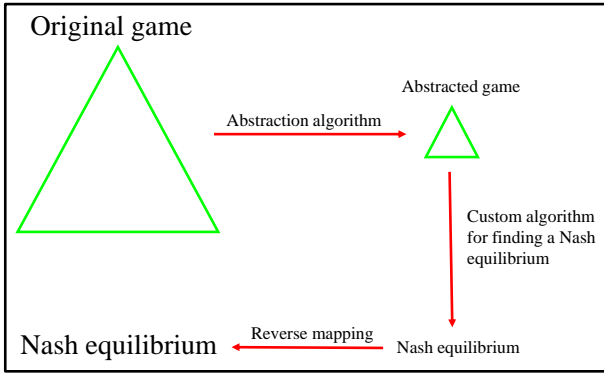 Original game
Abstracted game
Abstraction algorithm
Custom algorithm
for finding a Nash
equilibrium
Nash equilibrium
Reverse mapping
Nash equilibrium